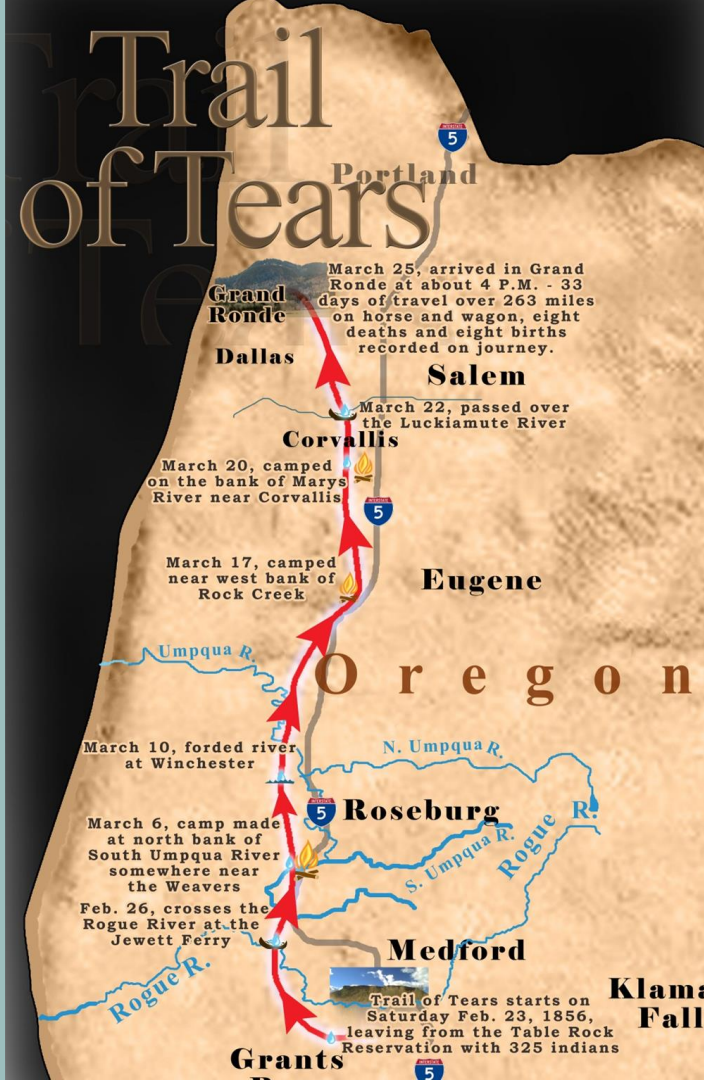 Trail
of Tears
INTERSTATE
5
Portland
March 25, arrived in Grand
Ronde at about 4 P.M. - 33
days of travel over 263 miles
on horse and wagon, eight
deaths and eight births
recorded on journey.
Grand
Ronde
Dallas
Salem
March 22, passed over
the Luckiamute River
Corvallis
March 20, camped
on the bank of Marys
River near Corvallis
INTERSTATE
5
March 17, camped
near west bank of
Rock Creek
Eugene
Umpqua R.
Oregon
March 10, forded river
at Winchester
N. Umpqua R.
INTERSTATE
5
Roseburg
March 6, camp made
at north bank of
South Umpqua River
somewhere near
the Weavers
S. Umpqua R.
Rogue R.
Feb. 26, crosses the
Rogue River at the
Jewett Ferry
Rogue R.
Medford
Trail of Tears starts on
Saturday Feb. 23, 1856,
leaving from the Table Rock
Reservation with 325 indians
Klama
Fall
Grants
INTERSTATE
5